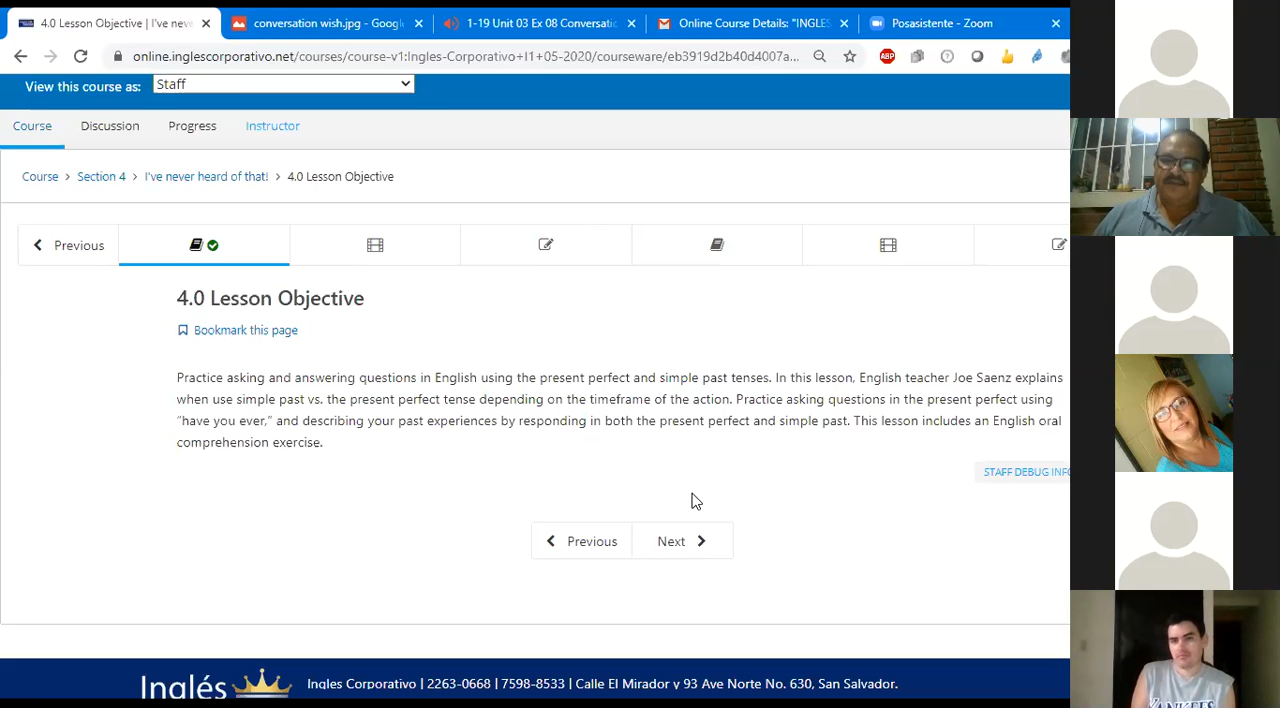 4.0 Lesson Objective | I've neve
conversation wish.jpg - Google
1-19 Unit 03 Ex 08 Conversatic
Online Course Details: "INGLES
Posasistente - Zoom
online.inglescorporativo.net/courses/course-v1:Ingles-Corporativo+I1+05-2020/courseware/eb3919d2b40d4007a...
ABP
View this course as: Staff
Course Discussion Progress Instructor
Course > Section 4 > I've never heard of that! > 4.0 Lesson Objective
Previous
4.0 Lesson Objective
Bookmark this page
Practice asking and answering questions in English using the present perfect and simple past tenses. In this lesson, English teacher Joe Saenz explains
when use simple past vs. the present perfect tense depending on the timeframe of the action. Practice asking questions in the present perfect using
“have you ever,” and describing your past experiences by responding in both the present perfect and simple past. This lesson includes an English oral
comprehension exercise.
STAFF DEBUG INFO
Previous Next
Inglés
Ingles Corporativo | 2263-0668 | 7598-8533 | Calle El Mirador y 93 Ave Norte No. 630, San Salvador.
YANKEES